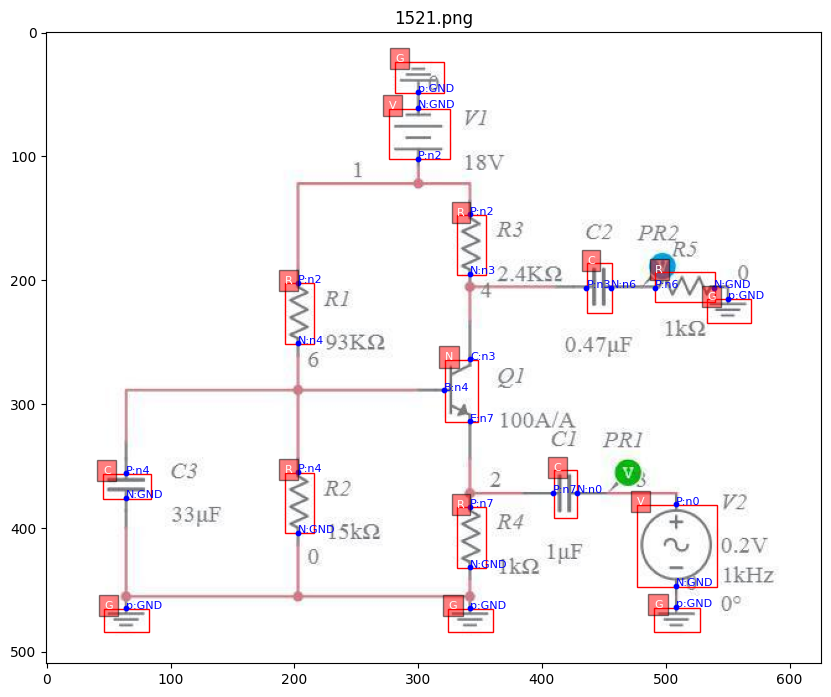 1521.png
G
0
p:GND
V
N:GND
V1
P:n2
18V
1
R
P:n2
R3
N:n3
2.4KΩ
4
C2
C
P:n3
N:n6
0.47μF
PR2
V
R5
R
P:n6
N:GND
1kΩ
0
G
p:GND
R
P:n2
R1
N:n4
93KΩ
6
N
C:n3
B:n4
E:n7
Q1
100A/A
C
P:n4
C3
N:GND
33μF
R
P:n4
R2
N:GND
15kΩ
0
2
C1
C
P:n7
N:n0
1μF
PR1
V
3
R
P:n7
R4
N:GND
1kΩ
V
P:n0
V2
0.2V
1kHz
0°
N:GND
0
G
p:GND
G
p:GND
G
p:GND
0
100
200
300
400
500
0
100
200
300
400
500
600